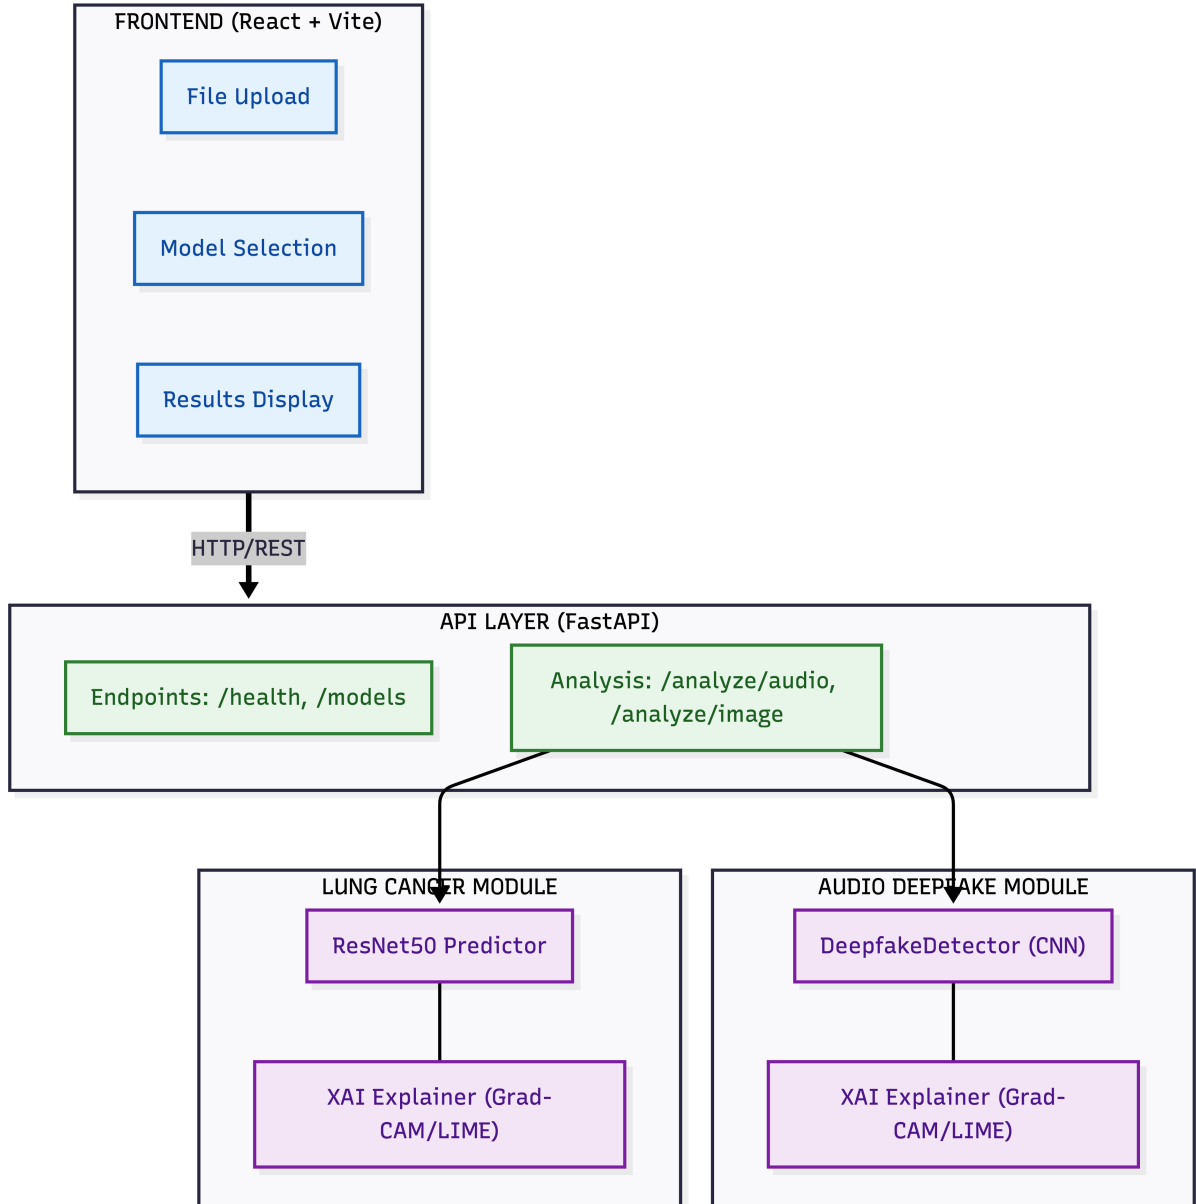 FRONTEND (React + Vite)
File Upload
Model Selection
Results Display
HTTP/REST
API LAYER (FastAPI)
Endpoints: /health, /models
Analysis: /analyze/audio,
/analyze/image
LUNG CANCER MODULE
ResNet50 Predictor
XAI Explainer (Grad-
CAM/LIME)
AUDIO DEEPFAKE MODULE
DeepfakeDetector (CNN)
XAI Explainer (Grad-
CAM/LIME)